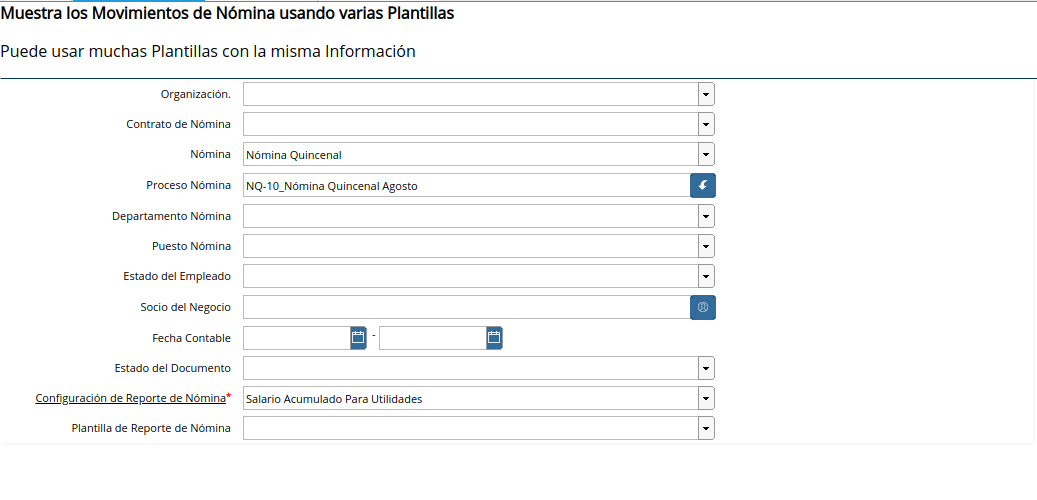 Muestra los Movimientos de Nómina usando varias Plantillas
Puede usar muchas Plantillas con la misma Información
Organización.
Contrato de Nómina
Nómina Nómina Quincenal
Proceso Nómina NQ-10_Nómina Quincenal Agosto
Departamento Nómina
Puesto Nómina
Estado del Empleado
Socio del Negocio
Fecha Contable -
Estado del Documento
Configuración de Reporte de Nómina* Salario Acumulado Para Utilidades
Plantilla de Reporte de Nómina